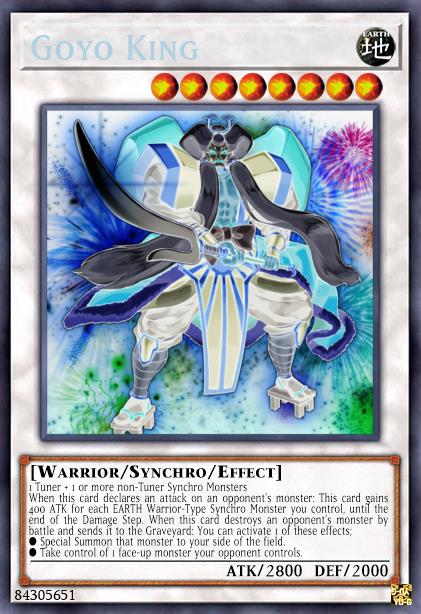 Goyo King
EARTH
地
[Warrior/Synchro/Effect]
1 Tuner + 1 or more non-Tuner Synchro Monsters
When this card declares an attack on an opponent's monster: This card gains
400 ATK for each EARTH Warrior-Type Synchro Monster you control, until the
end of the Damage Step. When this card destroys an opponent's monster by
battle and sends it to the Graveyard: You can activate 1 of these effects;
● Special Summon that monster to your side of the field.
● Take control of 1 face-up monster your opponent controls.
ATK/2800 DEF/2000
84305651